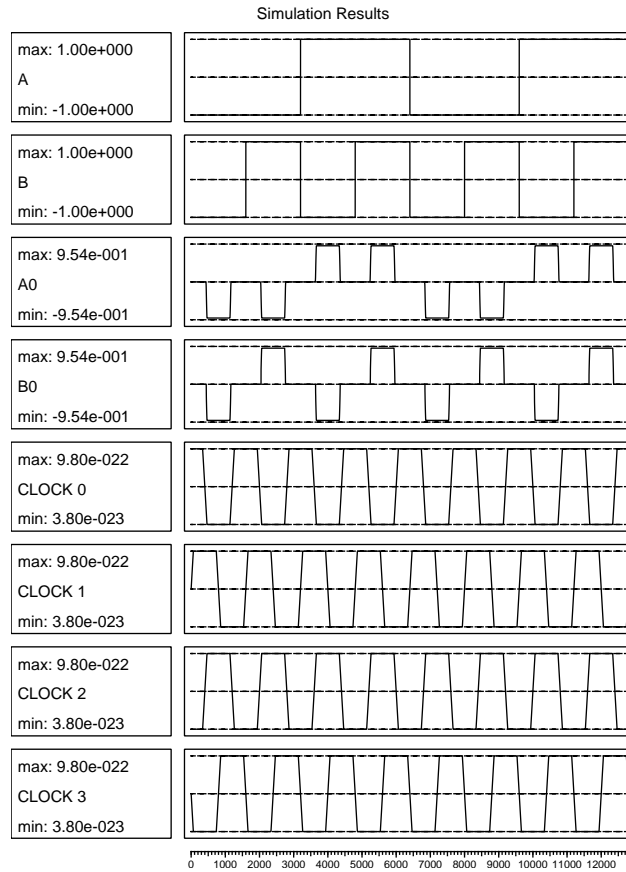 Simulation Results
max: 1.00e+000
A
min: -1.00e+000
max: 1.00e+000
B
min: -1.00e+000
max: 9.54e-001
A0
min: -9.54e-001
max: 9.54e-001
B0
min: -9.54e-001
max: 9.80e-022
CLOCK 0
min: 3.80e-023
max: 9.80e-022
CLOCK 1
min: 3.80e-023
max: 9.80e-022
CLOCK 2
min: 3.80e-023
max: 9.80e-022
CLOCK 3
min: 3.80e-023
0 1000 2000 3000 4000 5000 6000 7000 8000 9000 10000 11000 12000